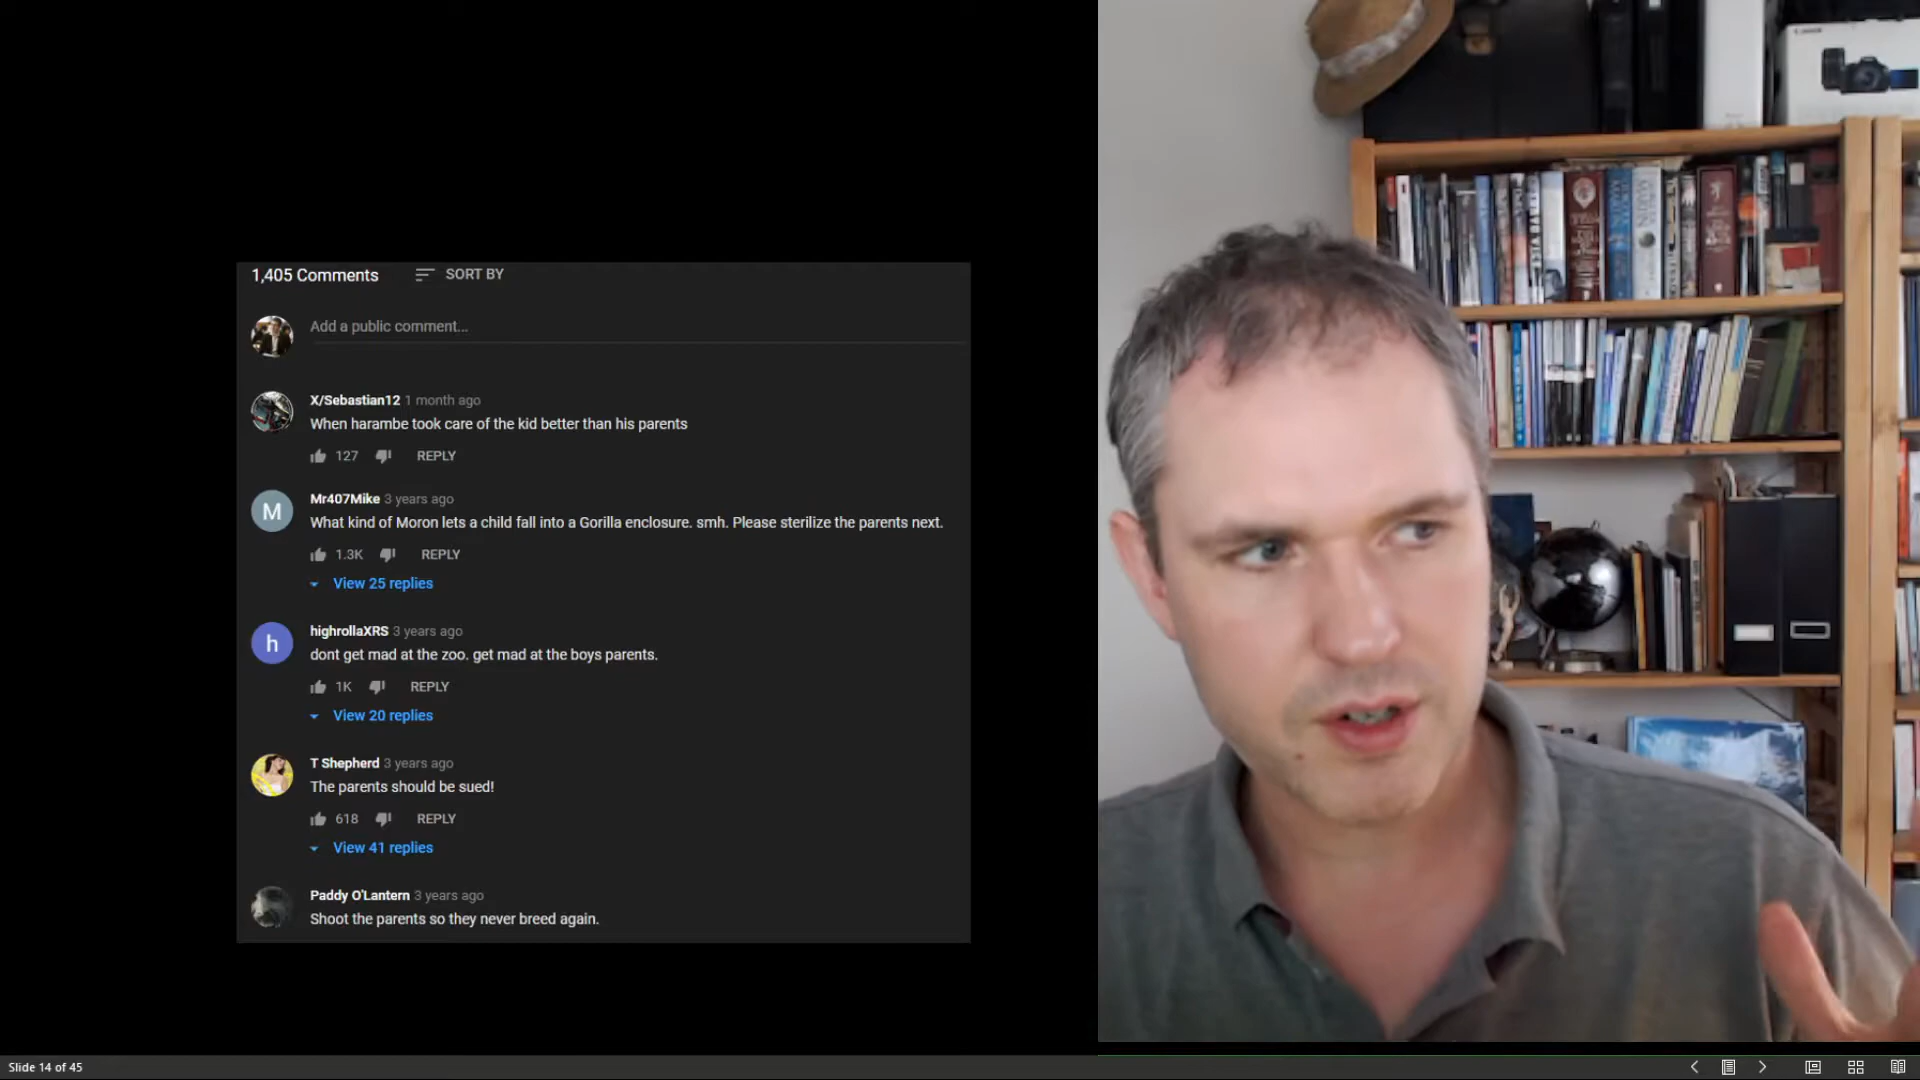 1,405 Comments SORT BY
Add a public comment...
X/Sebastian12 1 month ago
When harambe took care of the kid better than his parents
127 REPLY
M
Mr407Mike 3 years ago
What kind of Moron lets a child fall into a Gorilla enclosure. smh. Please sterilize the parents next.
1.3K REPLY
View 25 replies
h
highrollaXRS 3 years ago
dont get mad at the zoo. get mad at the boys parents.
1K REPLY
View 20 replies
T Shepherd 3 years ago
The parents should be sued!
618 REPLY
View 41 replies
Paddy O'Lantern 3 years ago
Shoot the parents so they never breed again.
Slide 14 of 45